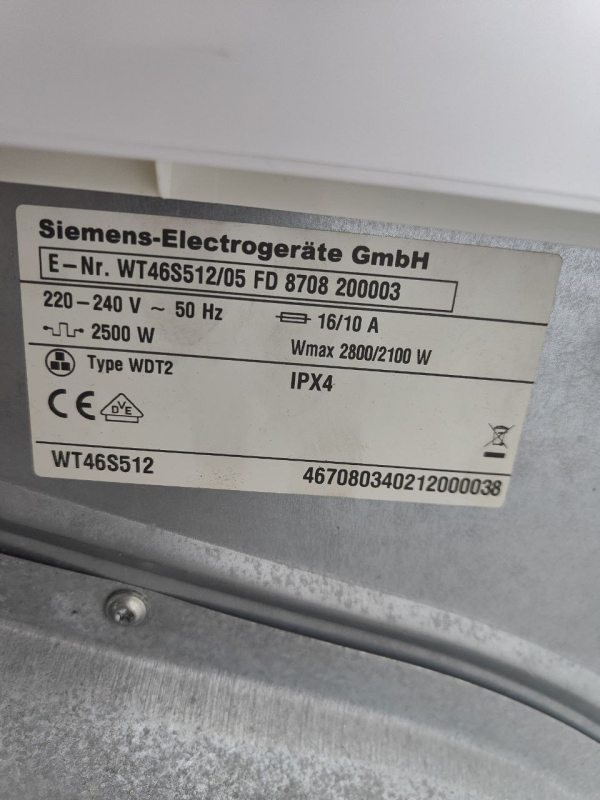 Siemens-Electrogeräte GmbH
E-Nr. WT46S512/05 FD 8708 200003
220-240 V ~ 50 Hz 16/10 A
2500 W Wmax 2800/2100 W
Type WDT2 IPX4
CE DVE
WT46S512 467080340212000038